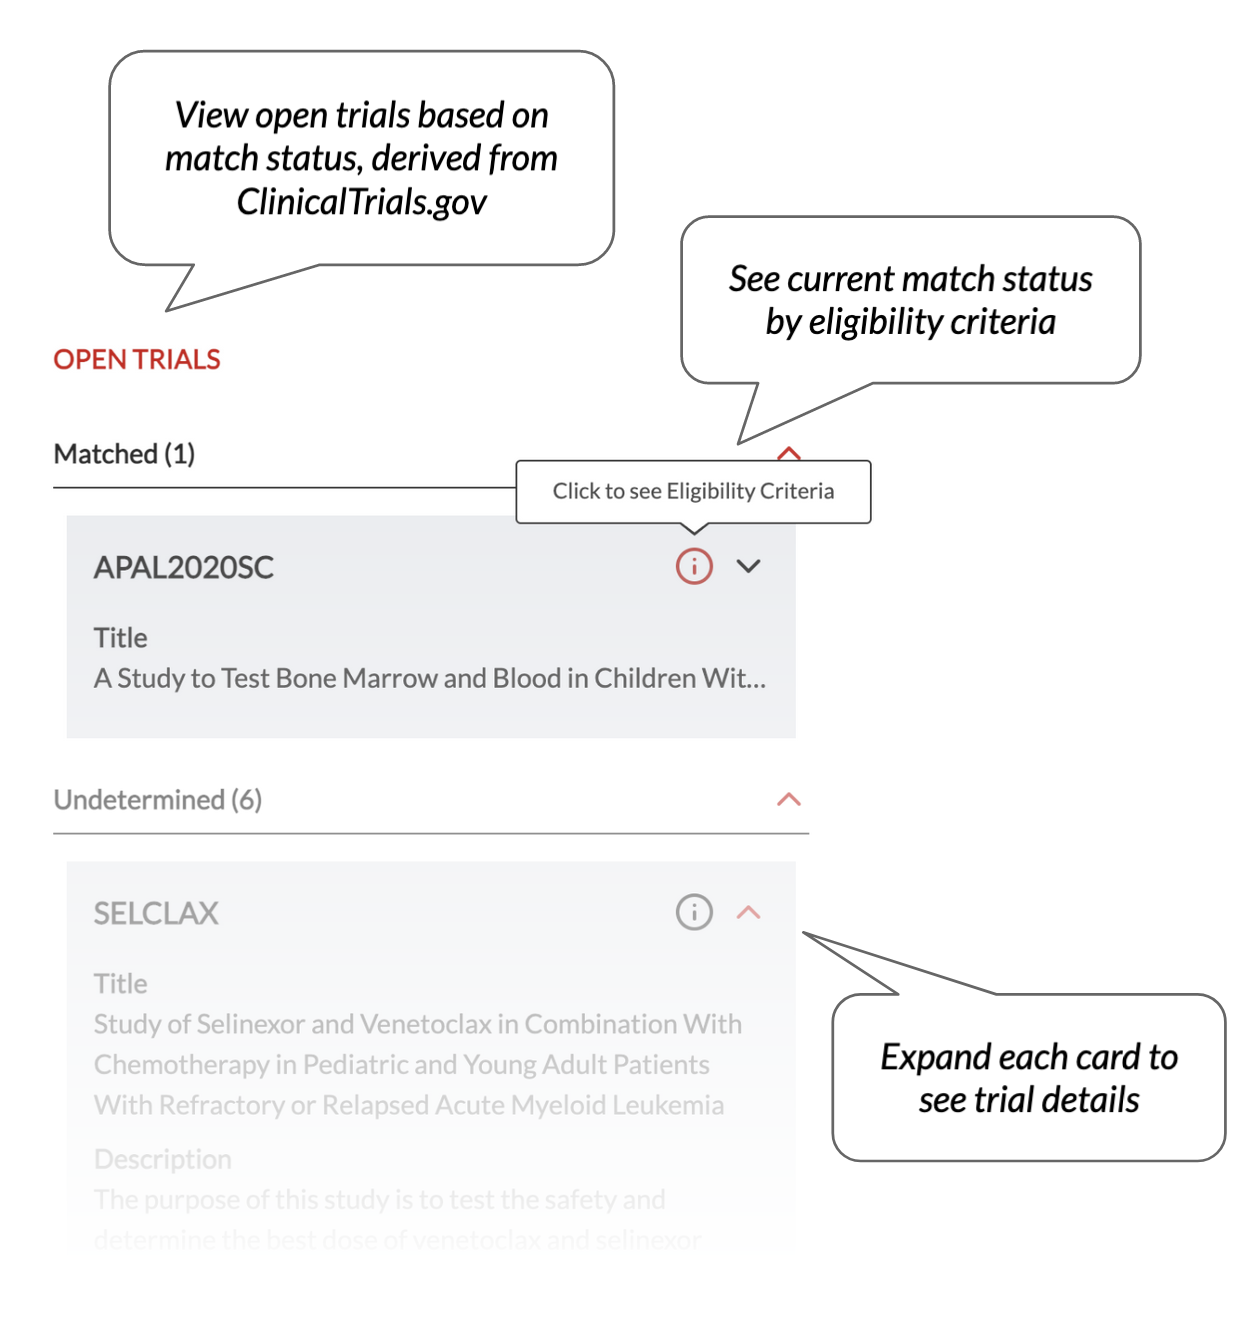 View open trials based on
match status, derived from
ClinicalTrials.gov
See current match status
by eligibility criteria
OPEN TRIALS
Matched (1)
Click to see Eligibility Criteria
APAL2020SC
Title
A Study to Test Bone Marrow and Blood in Children Wit...
Undetermined (6)
SELCLAX
Title
Study of Selinexor and Venetoclax in Combination With
Chemotherapy in Pediatric and Young Adult Patients
With Refractory or Relapsed Acute Myeloid Leukemia
Expand each card to
see trial details
Description
The purpose of this study is to test the safety and
determine the best dose of venetoclax and selinexor